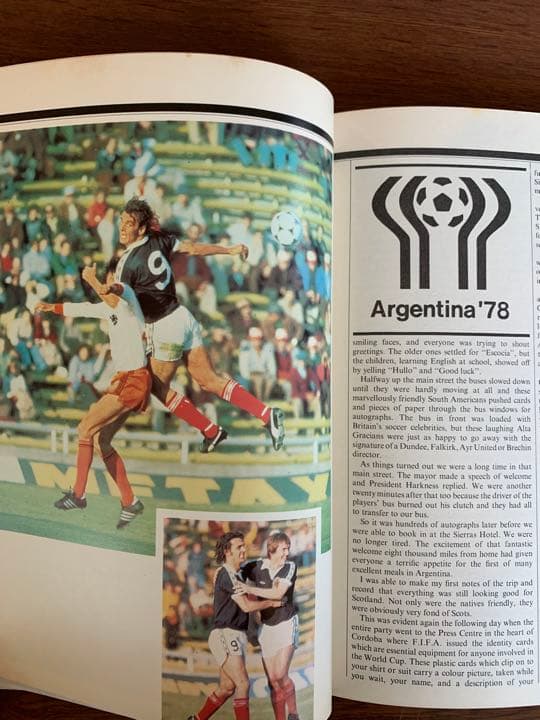 9
METAX
9
Argentina '78
smiling faces, and everyone was trying to shout
greetings. The older ones settled for "Escocia", but
the children, learning English at school, showed off
by yelling "Hullo" and "Good luck".
Halfway up the main street the buses slowed down
until they were hardly moving at all and these
marvellously friendly South Americans pushed cards
and pieces of paper through the bus windows for
autographs. The bus in front was loaded with
Britain's soccer celebrities, but these laughing Alta
Gracians were just as happy to go away with the
signature of a Dundee, Falkirk, Ayr United or Brechin
director.
As things turned out we were a long time in that
main street. The mayor made a speech of welcome
and President Harkness replied. We were another
twenty minutes after that too because the driver of the
players' bus burned out his clutch and they had all
to transfer to our bus.
So it was hundreds of autographs later before we
were able to book in at the Sierras Hotel. We were
no longer tired. The excitement of that fantastic
welcome eight thousand miles from home had given
everyone a terrific appetite for the first of many
excellent meals in Argentina.
I was able to make my first notes of the trip and
record that everything was still looking good for
Scotland. Not only were the natives friendly, they
were obviously very fond of Scots.
This was evident again the following day when the
entire party went to the Press Centre in the heart of
Cordoba where F.I.F.A. issued the identity cards
which are essential equipment for anyone involved in
the World Cup. These plastic cards which clip on to
your shirt or suit carry a colour picture, taken while
you wait, your name, and a description of your